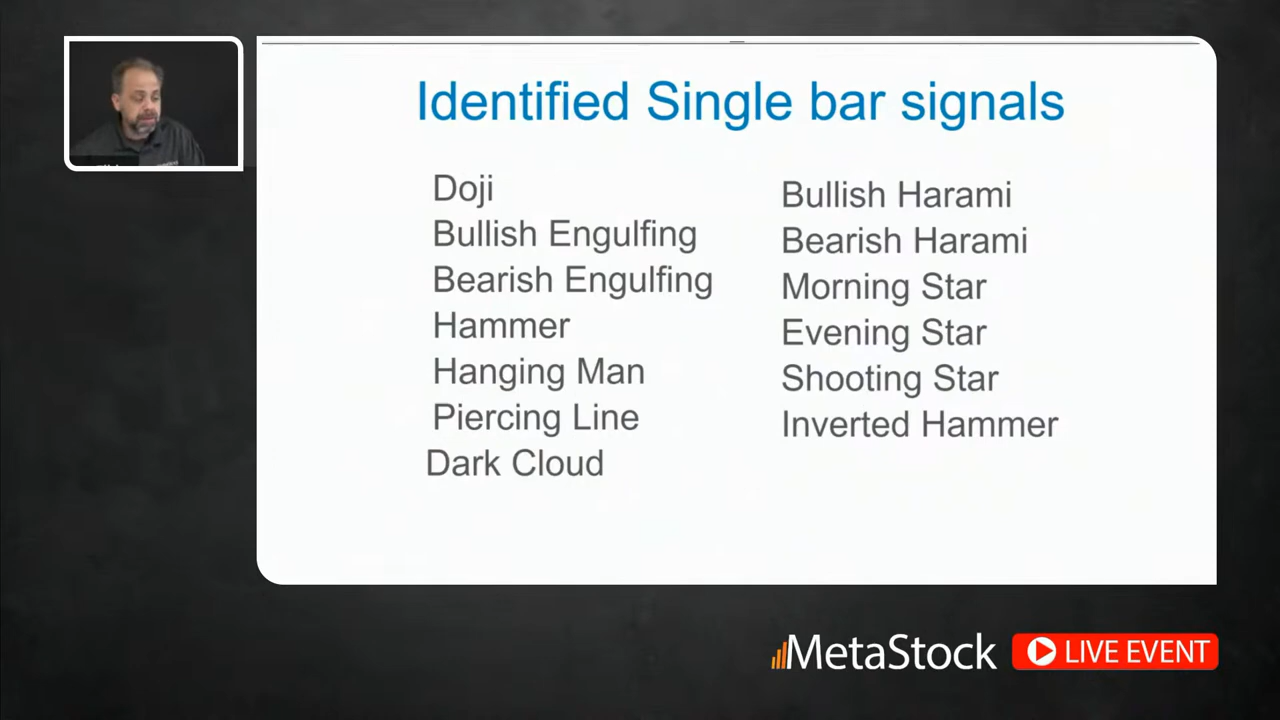 Identified Single bar signals
Doji
Bullish Engulfing
Bearish Engulfing
Hammer
Hanging Man
Piercing Line
Dark Cloud
Bullish Harami
Bearish Harami
Morning Star
Evening Star
Shooting Star
Inverted Hammer
MetaStock LIVE EVENT